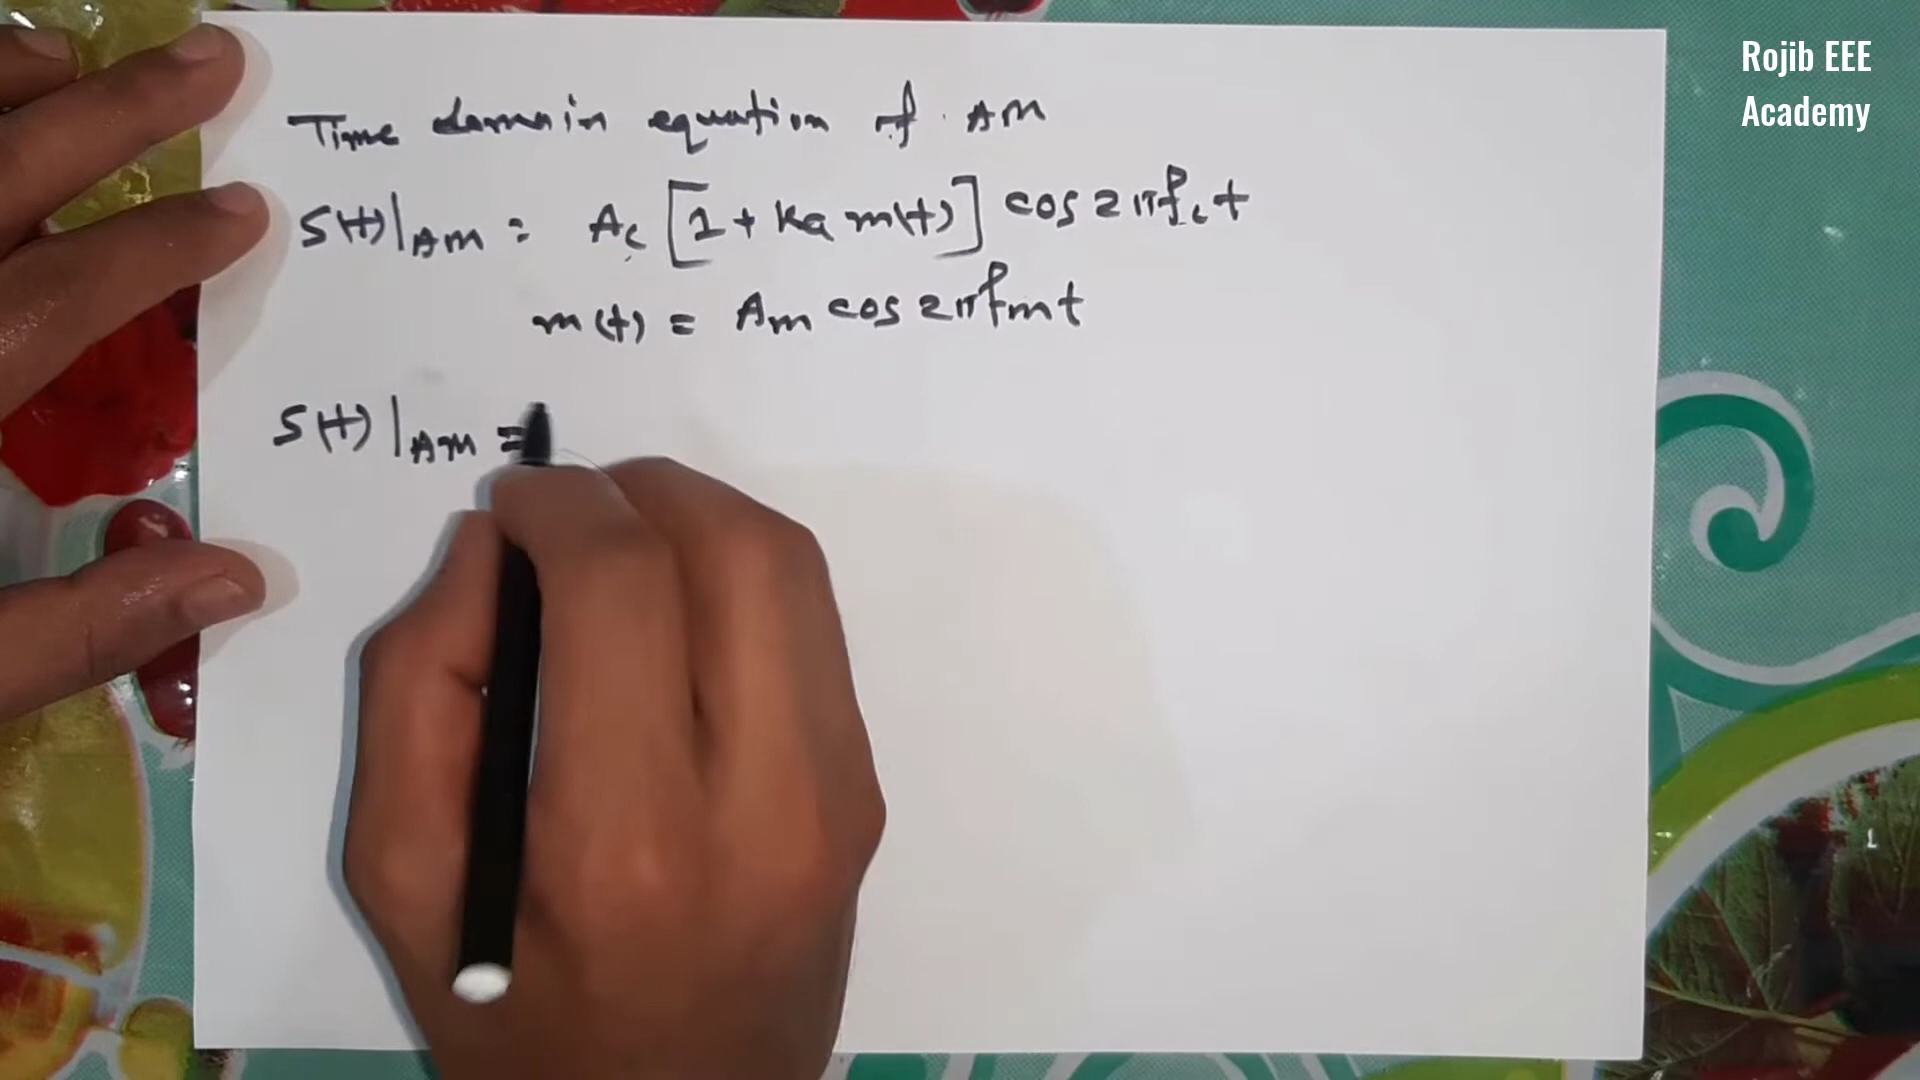 Rojib EEE
Academy
Time domain equation of AM
S(t)|AM = Ac [1 + Ka m(t)] cos 2πfct
m(t) = Am cos 2πfmt
S(t)|AM =